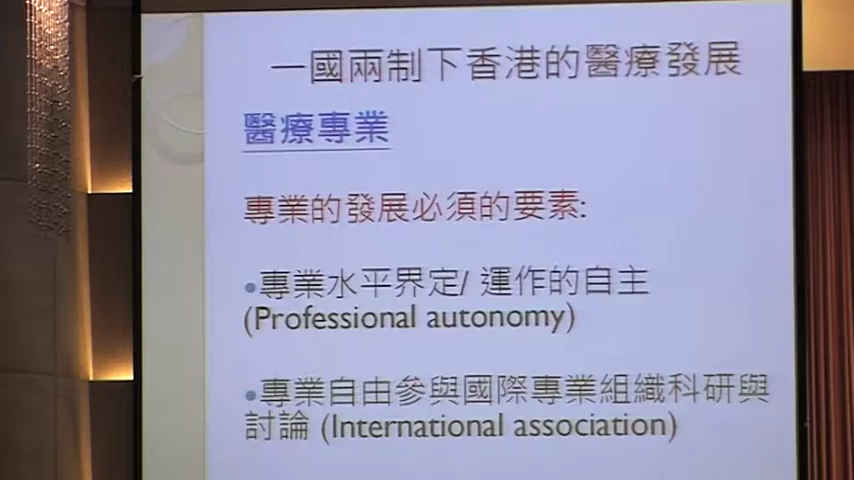 一國兩制下香港的醫療發展
醫療專業
專業的發展必須的要素:
•專業水平界定/ 運作的自主
(Professional autonomy)
•專業自由參與國際專業組織科研與
討論 (International association)